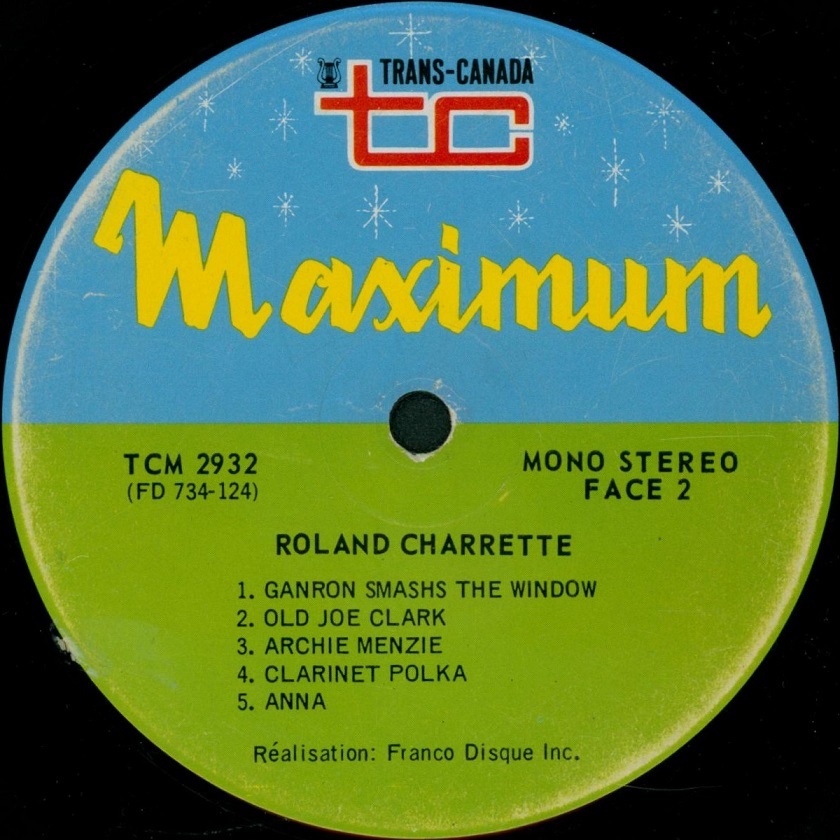 TRANS-CANADA
tc
Maximum
TCM 2932
(FD 734-124)
MONO STEREO
FACE 2
ROLAND CHARRETTE
1. GANRON SMASHS THE WINDOW
2. OLD JOE CLARK
3. ARCHIE MENZIE
4. CLARINET POLKA
5. ANNA
Réalisation: Franco Disque Inc.